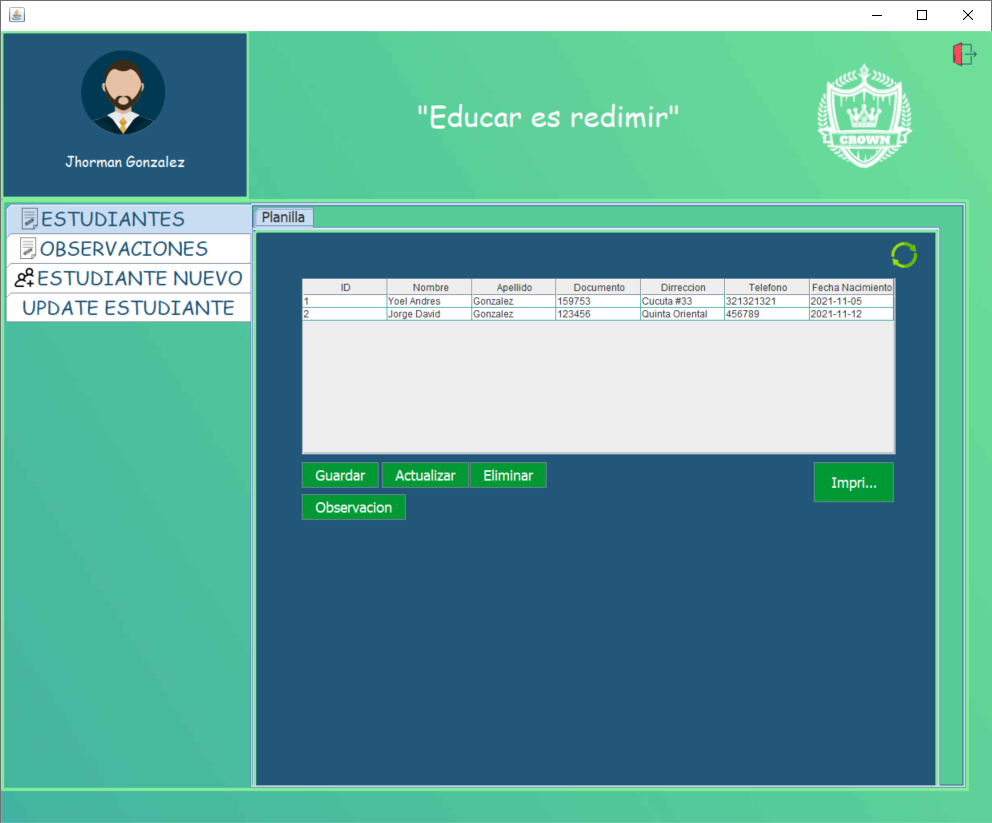 "Educar es redimir"
CROWN
Jhorman Gonzalez
ESTUDIANTES
OBSERVACIONES
ESTUDIANTE NUEVO
UPDATE ESTUDIANTE
Planilla
ID Nombre Apellido Documento Dirreccion Telefono Fecha Nacimiento
1 Yoel Andres Gonzalez 159753 Cucuta #33 321321321 2021-11-05
2 Jorge David Gonzalez 123456 Quinta Oriental 456789 2021-11-12
Guardar Actualizar Eliminar Impri...
Observacion